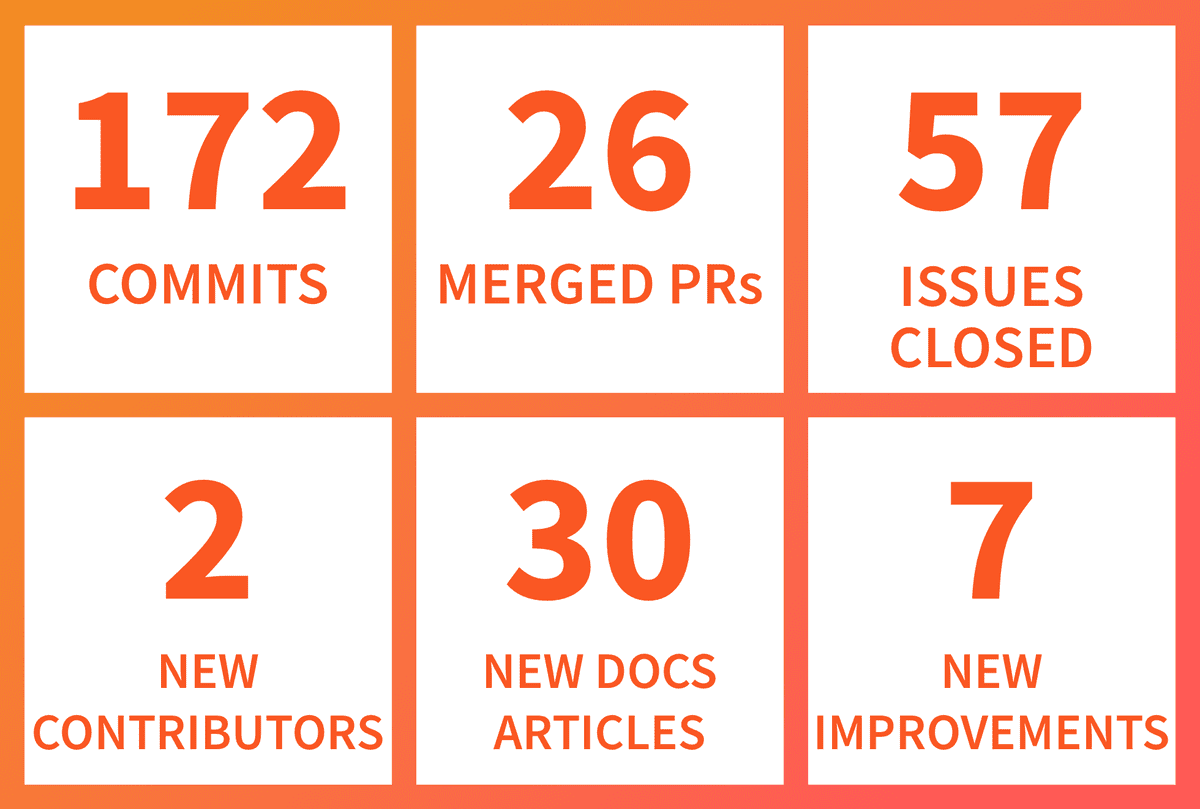 172
COMMITS
26
MERGED PRs
57
ISSUES
CLOSED
2
NEW
CONTRIBUTORS
30
NEW DOCS
ARTICLES
7
NEW
IMPROVEMENTS